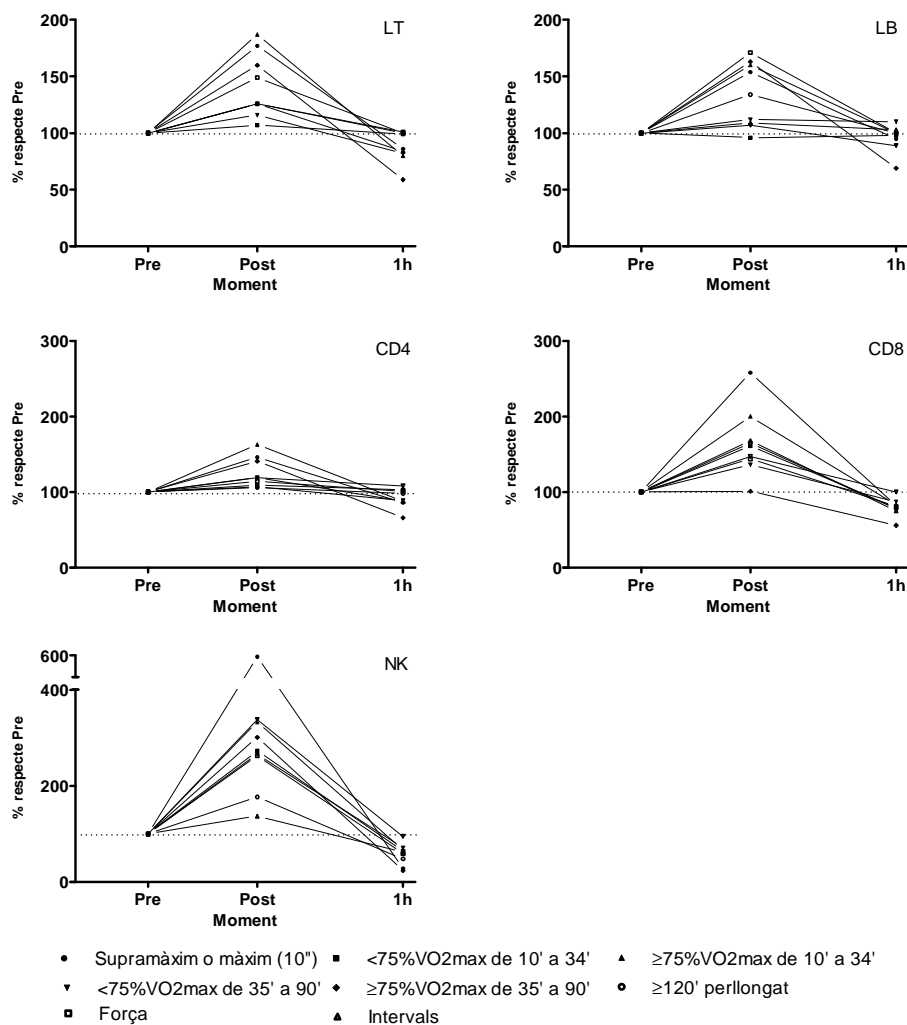 LT
200
150
100
50
0
% respecte Pre
Pre Post 1h
Moment
LB
200
150
100
50
0
% respecte Pre
Pre Post 1h
Moment
CD4
300
200
100
0
% respecte Pre
Pre Post 1h
Moment
CD8
300
200
100
0
% respecte Pre
Pre Post 1h
Moment
NK
600
400
200
0
% respecte Pre
Pre Post 1h
Moment
Supramàxim o màxim (10") <75%VO2max de 10' a 34' ≥75%VO2max de 10' a 34'
<75%VO2max de 35' a 90' ≥75%VO2max de 35' a 90' ≥120' perllongat
Força Intervals